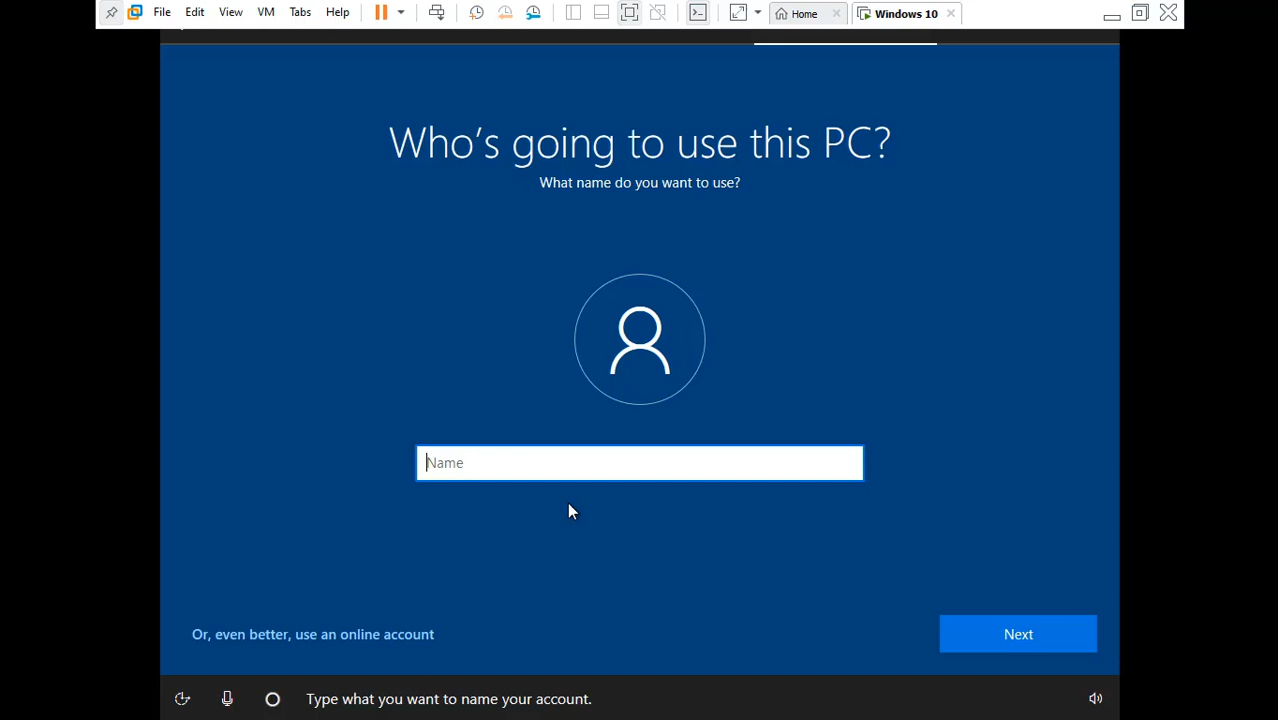 File Edit View VM Tabs Help Home Windows 10
Who's going to use this PC?
What name do you want to use?
Name
Or, even better, use an online account
Next
Type what you want to name your account.